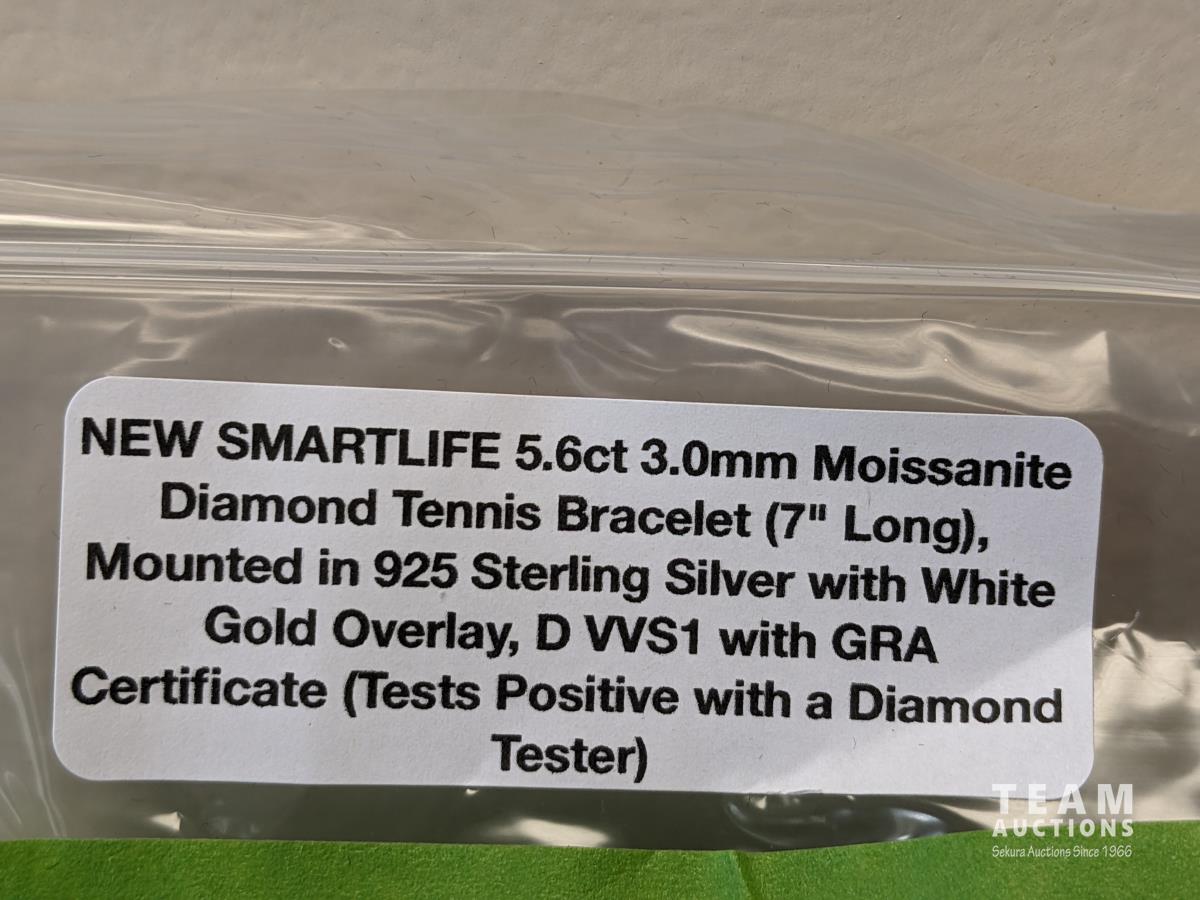 NEW SMARTLIFE 5.6ct 3.0mm Moissanite
Diamond Tennis Bracelet (7" Long),
Mounted in 925 Sterling Silver with White
Gold Overlay, D VVS1 with GRA
Certificate (Tests Positive with a Diamond
Tester)
TEAM
AUCTIONS
Sekura Auctions Since 1966